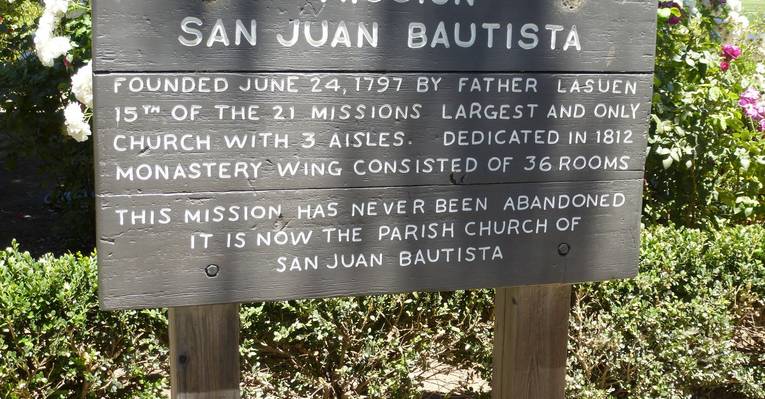 MISSION
SAN JUAN BAUTISTA
FOUNDED JUNE 24, 1797 BY FATHER LASUEN
15TH OF THE 21 MISSIONS LARGEST AND ONLY
CHURCH WITH 3 AISLES. DEDICATED IN 1812
MONASTERY WING CONSISTED OF 36 ROOMS
THIS MISSION HAS NEVER BEEN ABANDONED
IT IS NOW THE PARISH CHURCH OF
SAN JUAN BAUTISTA